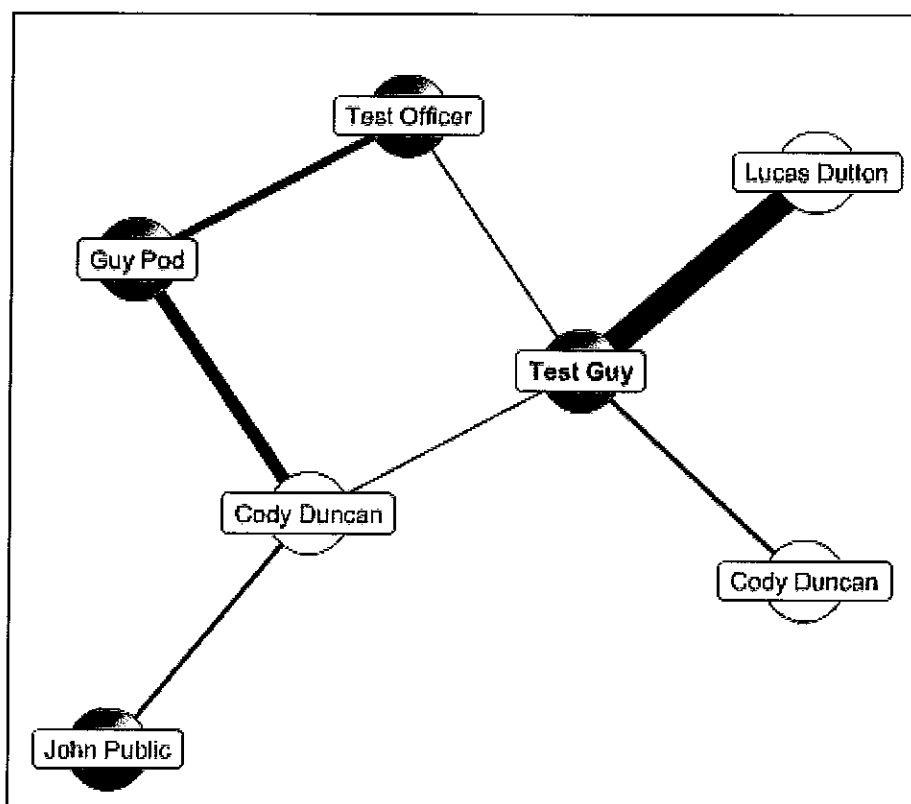 Test Officer
Lucas Dutton
Guy Pod
Test Guy
Cody Duncan
Cody Duncan
John Public